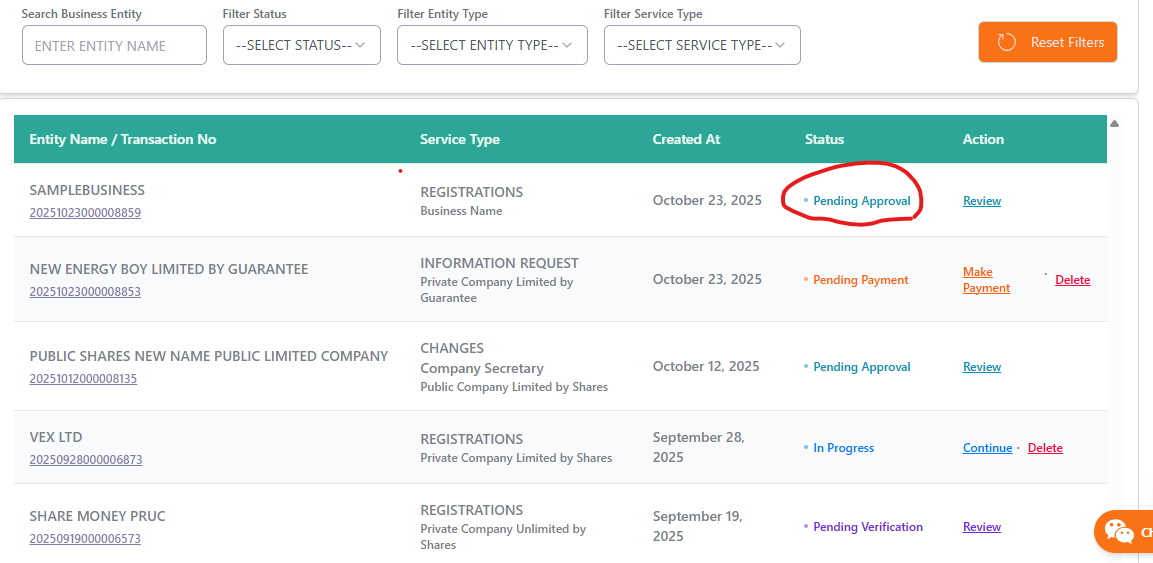 Search Business Entity
Filter Status
Filter Entity Type
Filter Service Type
ENTER ENTITY NAME
--SELECT STATUS--
--SELECT ENTITY TYPE--
--SELECT SERVICE TYPE--
Reset Filters
Entity Name / Transaction No
Service Type
Created At
Status
Action
SAMPLEBUSINESS
20251023000008859
REGISTRATIONS
Business Name
October 23, 2025
Pending Approval
Review
NEW ENERGY BOY LIMITED BY GUARANTEE
20251023000008853
INFORMATION REQUEST
Private Company Limited by
Guarantee
October 23, 2025
Pending Payment
Make
Payment
Delete
PUBLIC SHARES NEW NAME PUBLIC LIMITED COMPANY
20251012000008135
CHANGES
Company Secretary
Public Company Limited by Shares
October 12, 2025
Pending Approval
Review
VEX LTD
20250928000006873
REGISTRATIONS
Private Company Limited by Shares
September 28,
2025
In Progress
Continue
Delete
SHARE MONEY PRUC
20250919000006573
REGISTRATIONS
Private Company Unlimited by
Shares
September 19,
2025
Pending Verification
Review